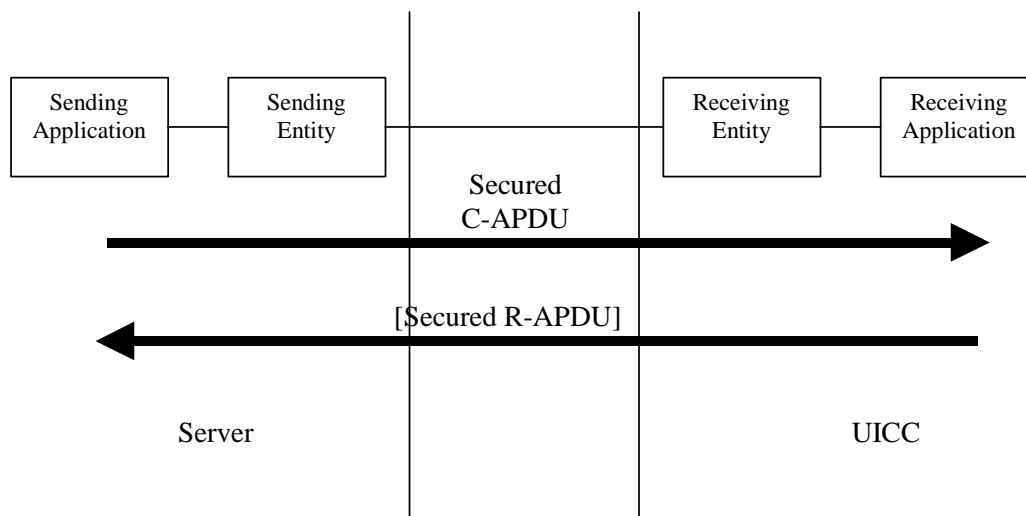 Sending
Application
Sending
Entity
Receiving
Entity
Receiving
Application
Secured
C-APDU
[Secured R-APDU]
Server
UICC